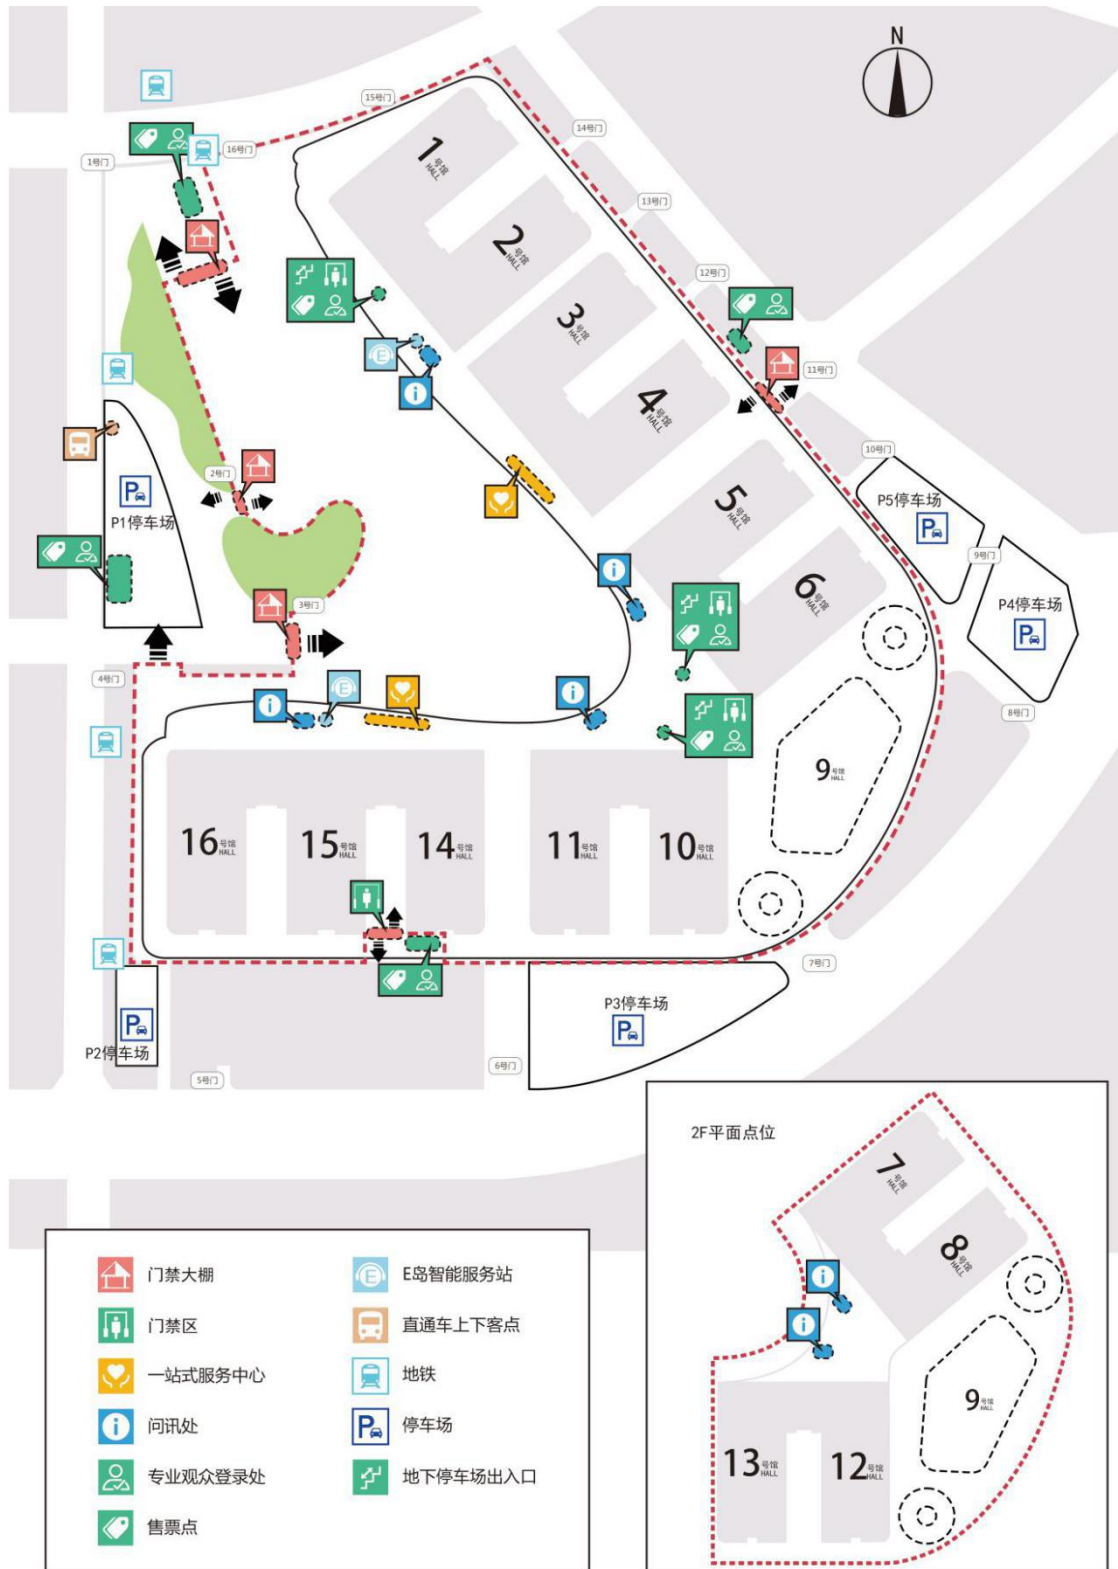 N
15号门
16号门
1号门
14号门
1号馆
HALL
13号门
2号馆
HALL
12号门
3号馆
HALL
E
i
11号门
4号馆
HALL
10号门
2号门
P
P1停车场
5号馆
HALL
P5停车场
P
9号门
i
6号馆
HALL
P4停车场
P
3号门
4号门
i
E
i
8号门
9号馆
HALL
16号馆
HALL
15号馆
HALL
14号馆
HALL
11号馆
HALL
10号馆
HALL
7号门
P
P2停车场
P3停车场
P
5号门
6号门
2F平面点位
7号馆
HALL
8号馆
HALL
i
i
9号馆
HALL
13号馆
HALL
12号馆
HALL
门禁大棚
E
E岛智能服务站
门禁区
直通车上下客点
一站式服务中心
地铁
i
问讯处
P
停车场
专业观众登录处
地下停车场出入口
售票点